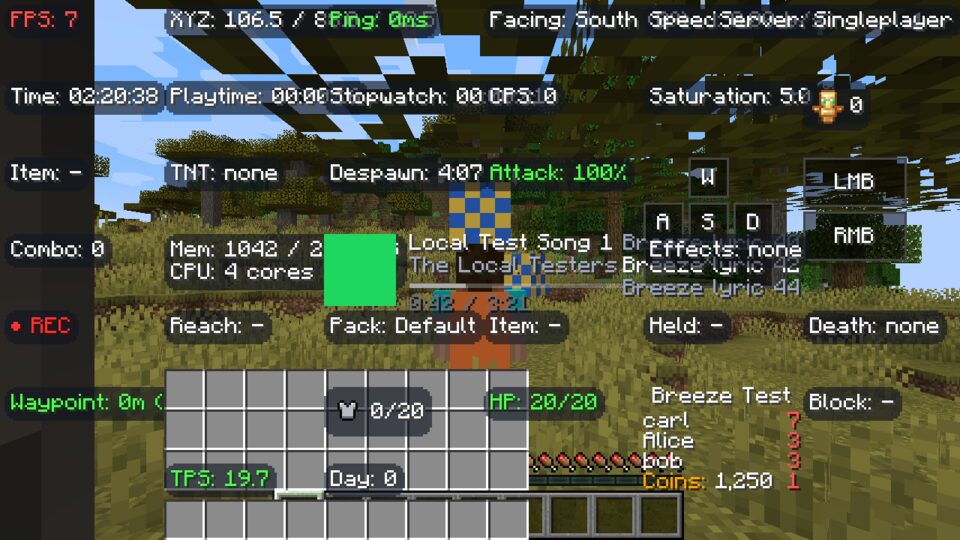 FPS: 7
XYZ: 106.5 / 8
Ping: 0ms
Facing: South
Speed
Server: Singleplayer
Time: 02:20:38
Playtime: 00:00
Stopwatch: 00
CPS: 0
Saturation: 5.0
0
Item: -
TNT: none
Despawn: 4:07
Attack: 100%
W
LMB
A S D
RMB
Combo: 0
Mem: 1042 / 2
CPU: 4 cores
Local Test Song 1
The Local Testers
0:42 / 3:21
Effects: none
Breeze lyric 42
Breeze lyric 44
REC
Reach: -
Pack: Default
Item: -
Held: -
Death: none
Waypoint: 0m (
0/20
HP: 20/20
Breeze Test
carl 7
Alice 3
bob 3
Coins: 1,250 1
Block: -
TPS: 19.7
Day: 0